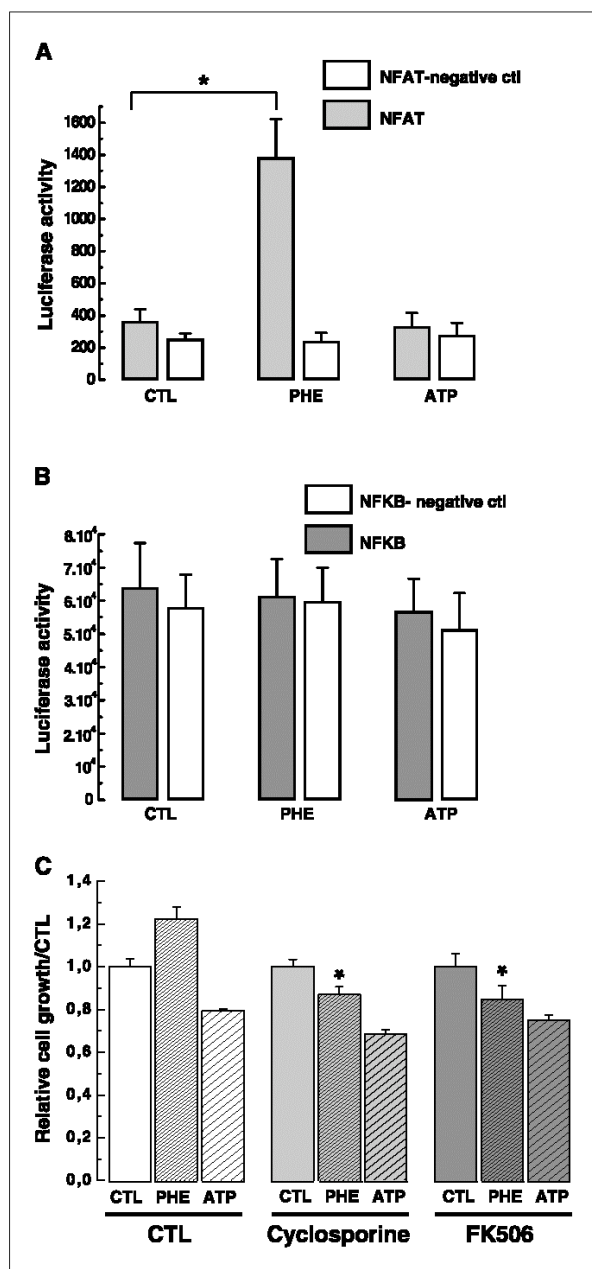 A
NFAT-negative ctl
NFAT
*
Luciferase activity
1600
1400
1200
1000
800
600
400
200
0
CTL PHE ATP
B
NFKB- negative ctl
NFKB
Luciferase activity
8.10⁴
7.10⁴
6.10⁴
5.10⁴
4.10⁴
3.10⁴
2.10⁴
10⁴
0
CTL PHE ATP
C
Relative cell growth/CTL
1,4
1,2
1,0
0,8
0,6
0,4
0,2
0,0
* *
CTL PHE ATP CTL PHE ATP CTL PHE ATP
CTL Cyclosporine FK506